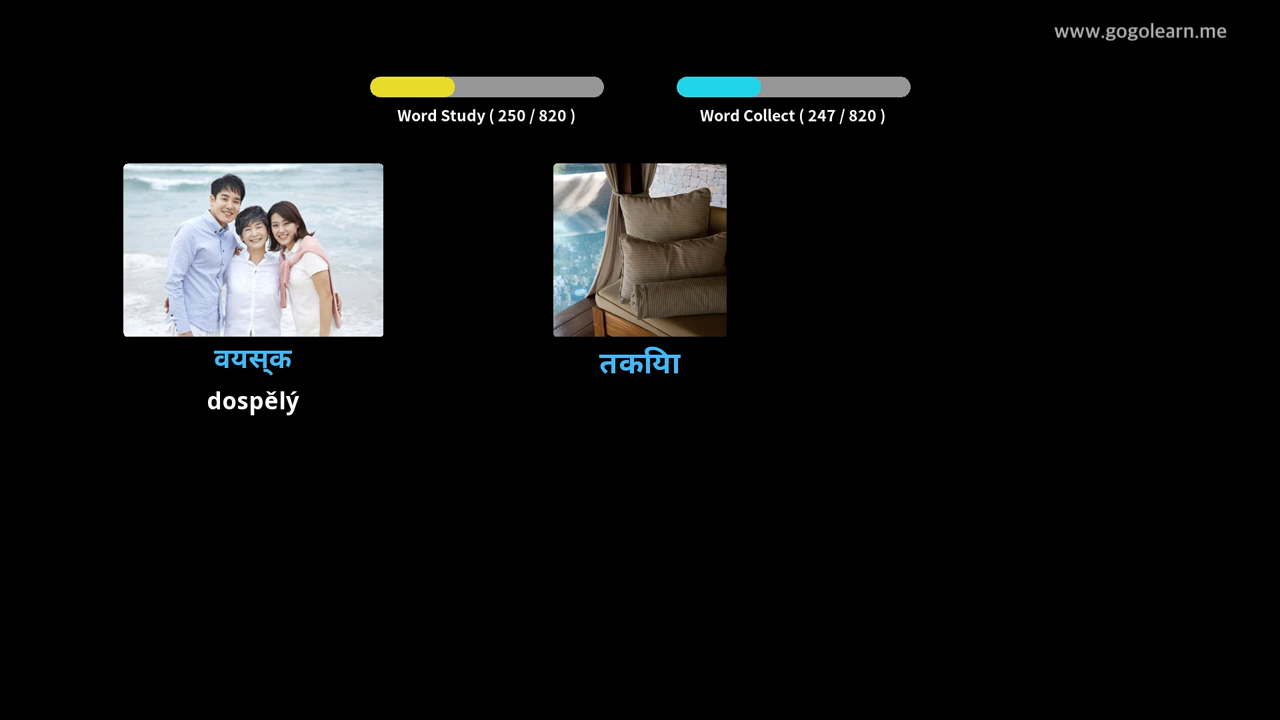 www.gogolearn.me
Word Study ( 250 / 820 )
Word Collect ( 247 / 820 )
वयस्क
dospělý
तकिया